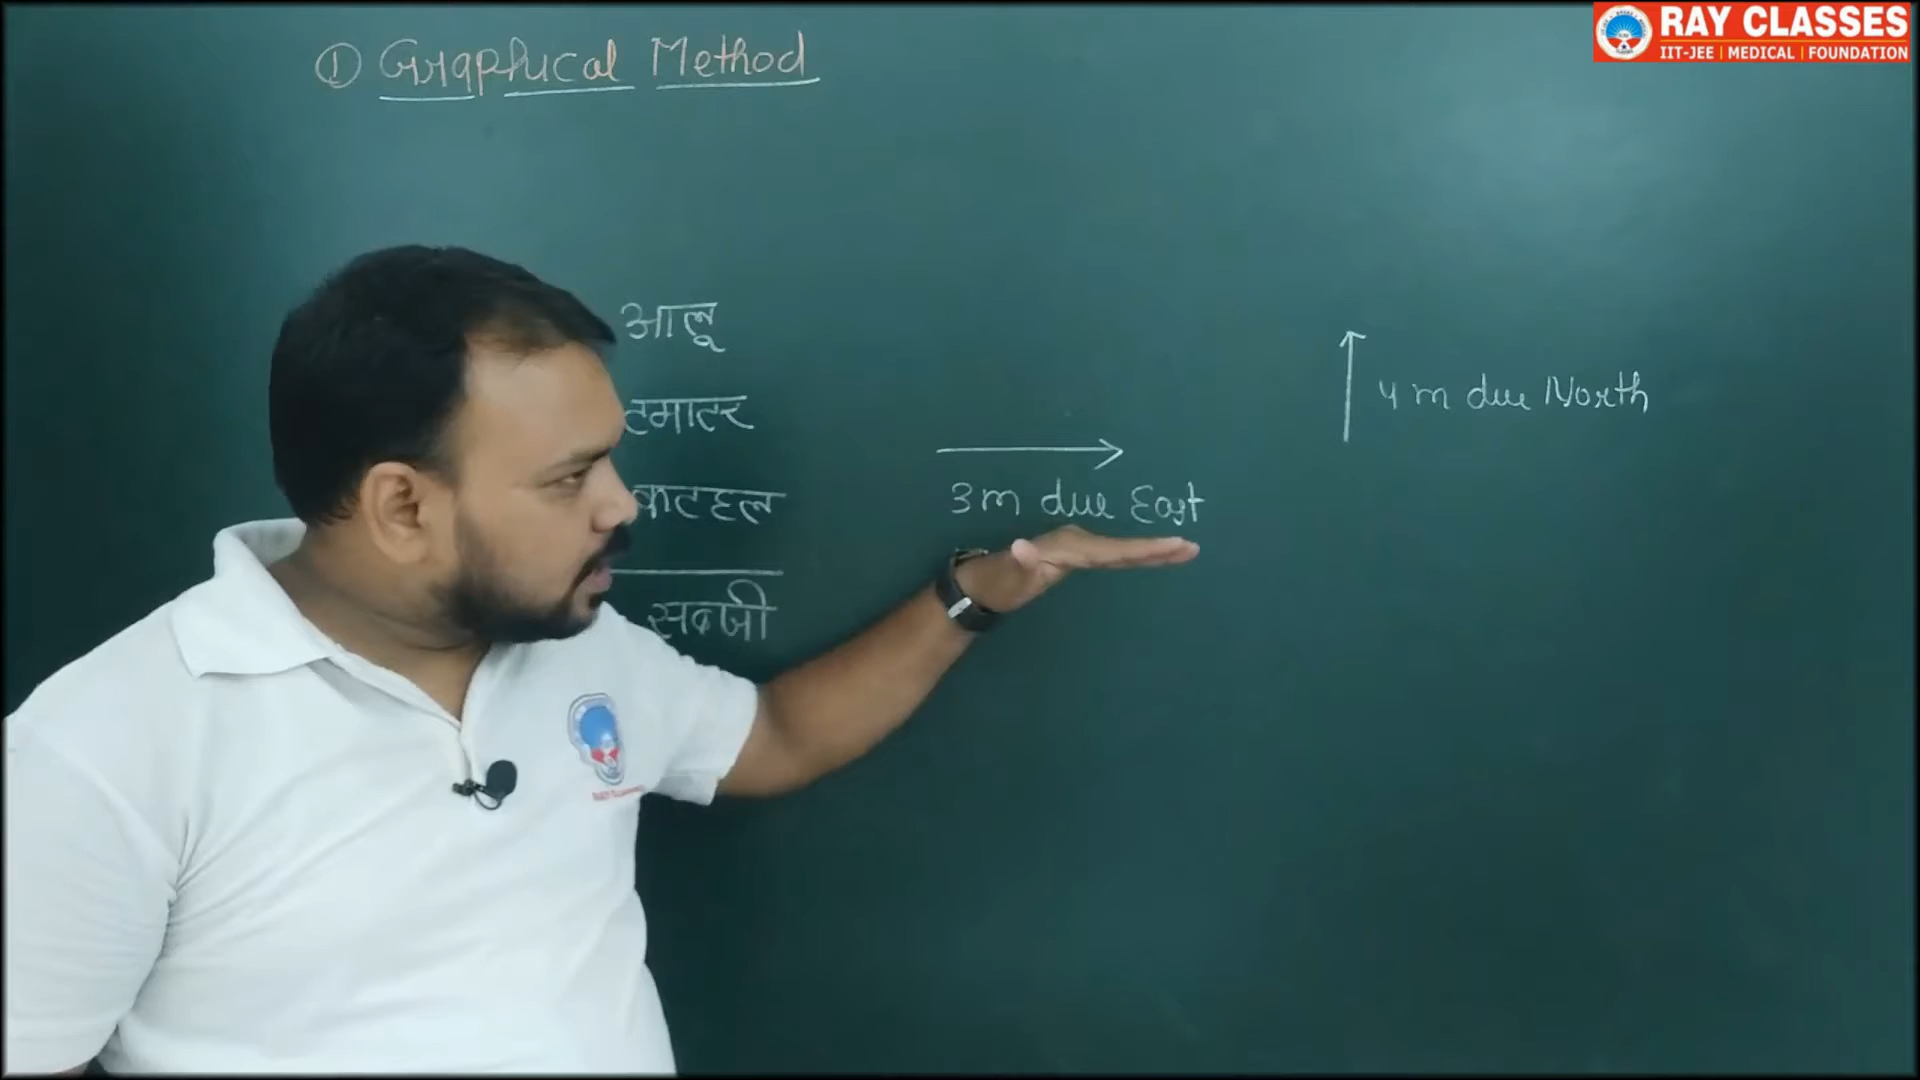 ① Graphical Method
RAY CLASSES
IIT-JEE | MEDICAL | FOUNDATION
आलू
टमाटर
कटहल
सब्जी
3 m due East
4 m due North